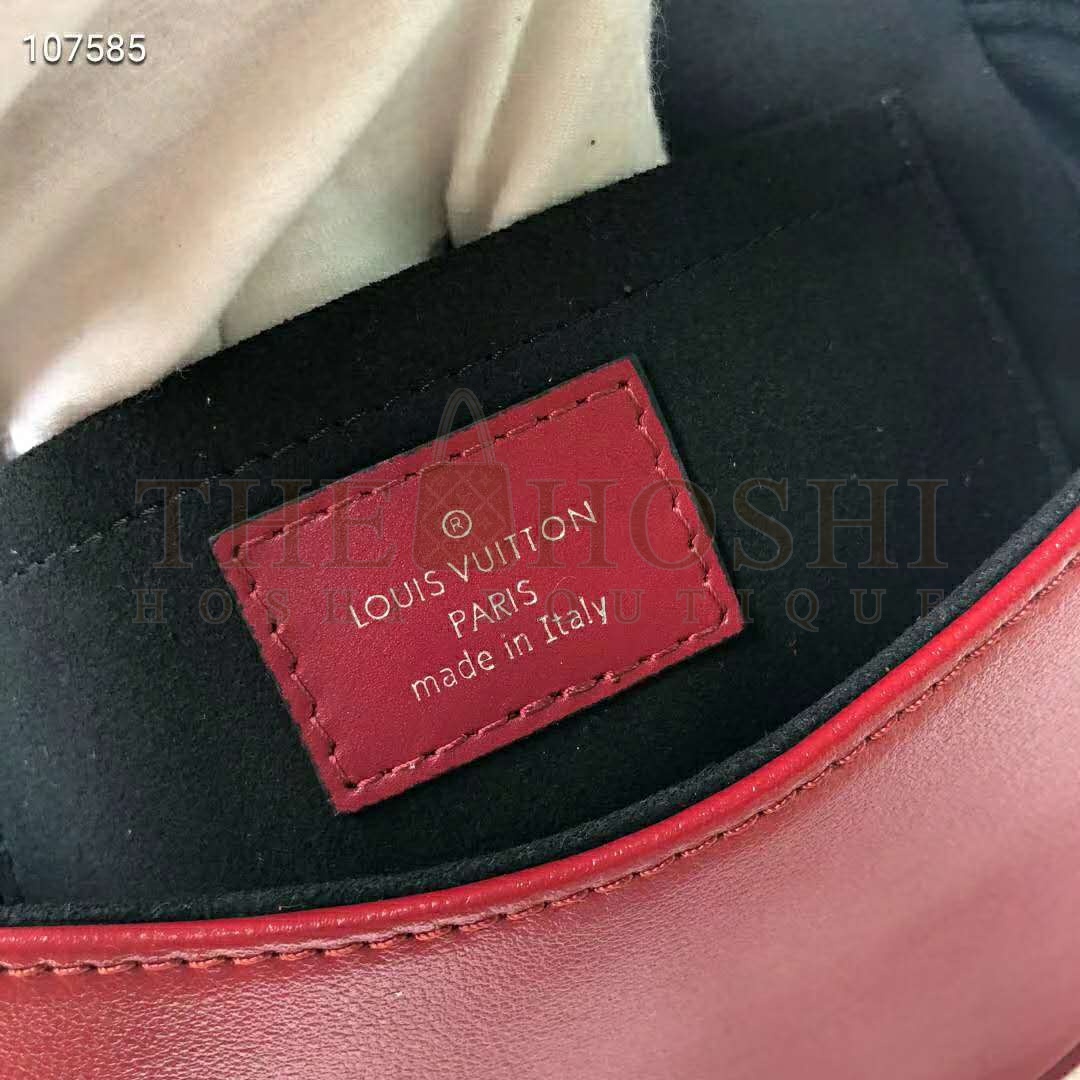 107585
THE HOSHI
HOSHI BOUTIQUE
®
LOUIS VUITTON
PARIS
made in Italy